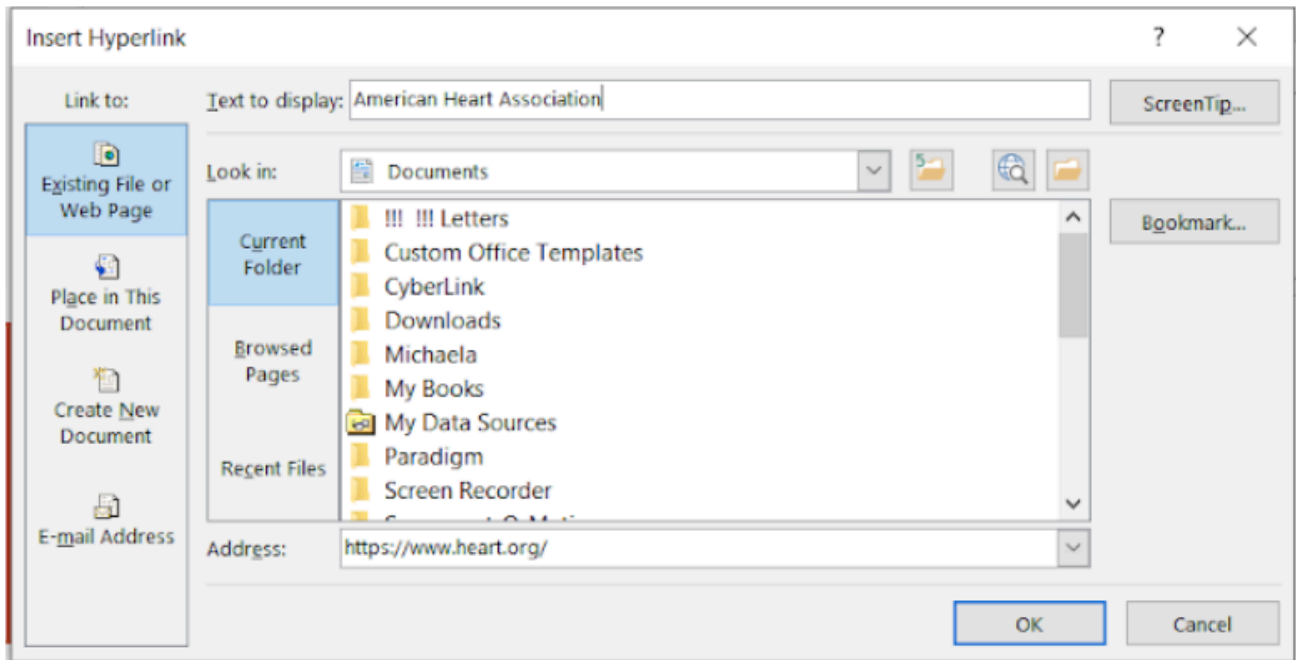 Insert Hyperlink
?
Link to:
Text to display:
American Heart Association
ScreenTip...
Existing File or
Web Page
Place in This
Document
Create New
Document
E-mail Address
Look in:
Documents
Bookmark...
Current
Folder
Browsed
Pages
Recent Files
!!! !!! Letters
Custom Office Templates
CyberLink
Downloads
Michaela
My Books
My Data Sources
Paradigm
Screen Recorder
Address:
https://www.heart.org/
OK
Cancel